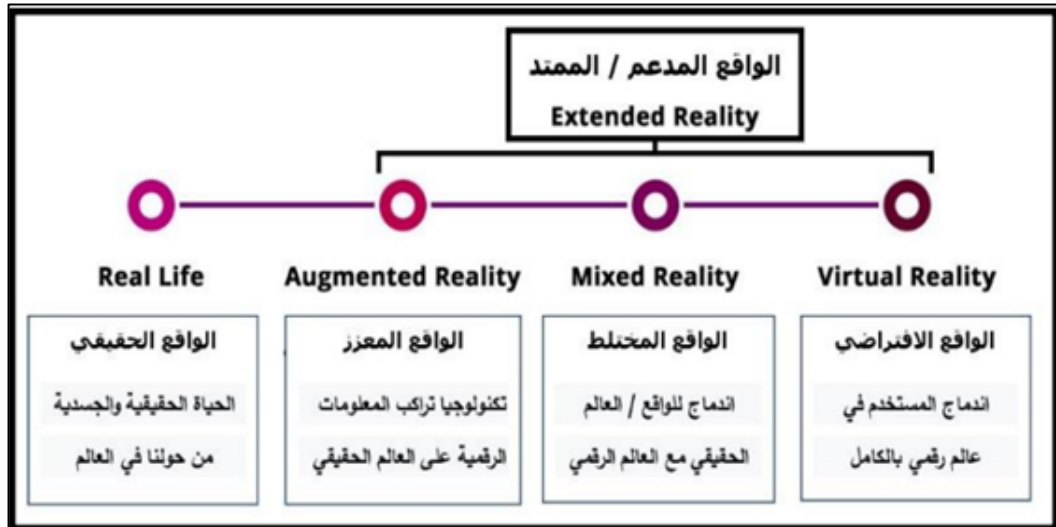 الواقع المدعم / الممتد
Extended Reality
Real Life
Augmented Reality
Mixed Reality
Virtual Reality
الواقع الحقيقي
الحياة الحقيقية والجسدية
من حولنا في العالم
الواقع المعزز
تكنولوجيا تراكب المعلومات
الرقمية على العالم الحقيقي
الواقع المختلط
اندماج للواقع / العالم
الحقيقي مع العالم الرقمي
الواقع الافتراضي
اندماج المستخدم في
عالم رقمي بالكامل